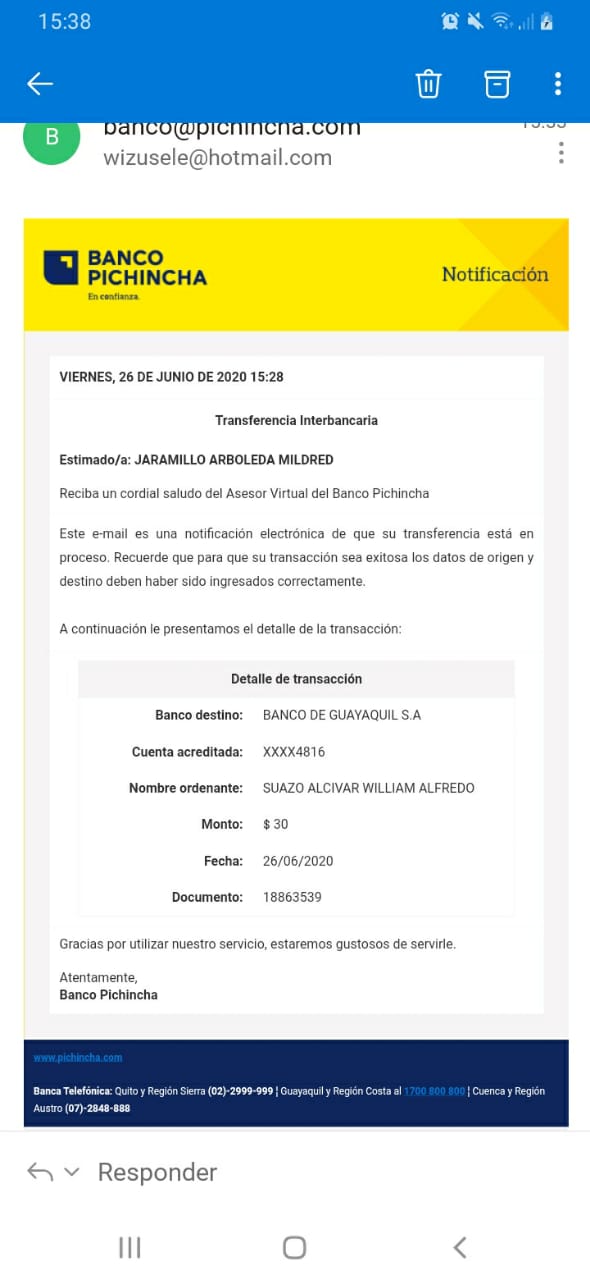 15:38
B
banco@pichincha.com
wizusele@hotmail.com
BANCO
PICHINCHA
En confianza.
Notificación
VIERNES, 26 DE JUNIO DE 2020 15:28
Transferencia Interbancaria
Estimado/a: JARAMILLO ARBOLEDA MILDRED
Reciba un cordial saludo del Asesor Virtual del Banco Pichincha
Este e-mail es una notificación electrónica de que su transferencia está en
proceso. Recuerde que para que su transacción sea exitosa los datos de origen y
destino deben haber sido ingresados correctamente.
A continuación le presentamos el detalle de la transacción:
Detalle de transacción
Banco destino: BANCO DE GUAYAQUIL S.A
Cuenta acreditada: XXXX4816
Nombre ordenante: SUAZO ALCIVAR WILLIAM ALFREDO
Monto: $ 30
Fecha: 26/06/2020
Documento: 18863539
Gracias por utilizar nuestro servicio, estaremos gustosos de servirle.
Atentamente,
Banco Pichincha
www.pichincha.com
Banca Telefónica: Quito y Región Sierra (02)-2999-999 ¦ Guayaquil y Región Costa al 1700 800 800 ¦ Cuenca y Región
Austro (07)-2848-888
Responder